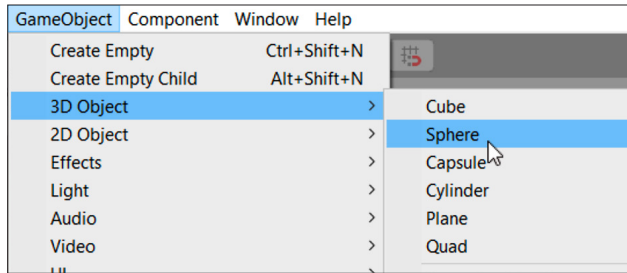 GameObject Component Window Help
Create Empty Ctrl+Shift+N
Create Empty Child Alt+Shift+N
3D Object >
2D Object >
Effects >
Light >
Audio >
Video >
Cube
Sphere
Capsule
Cylinder
Plane
Quad